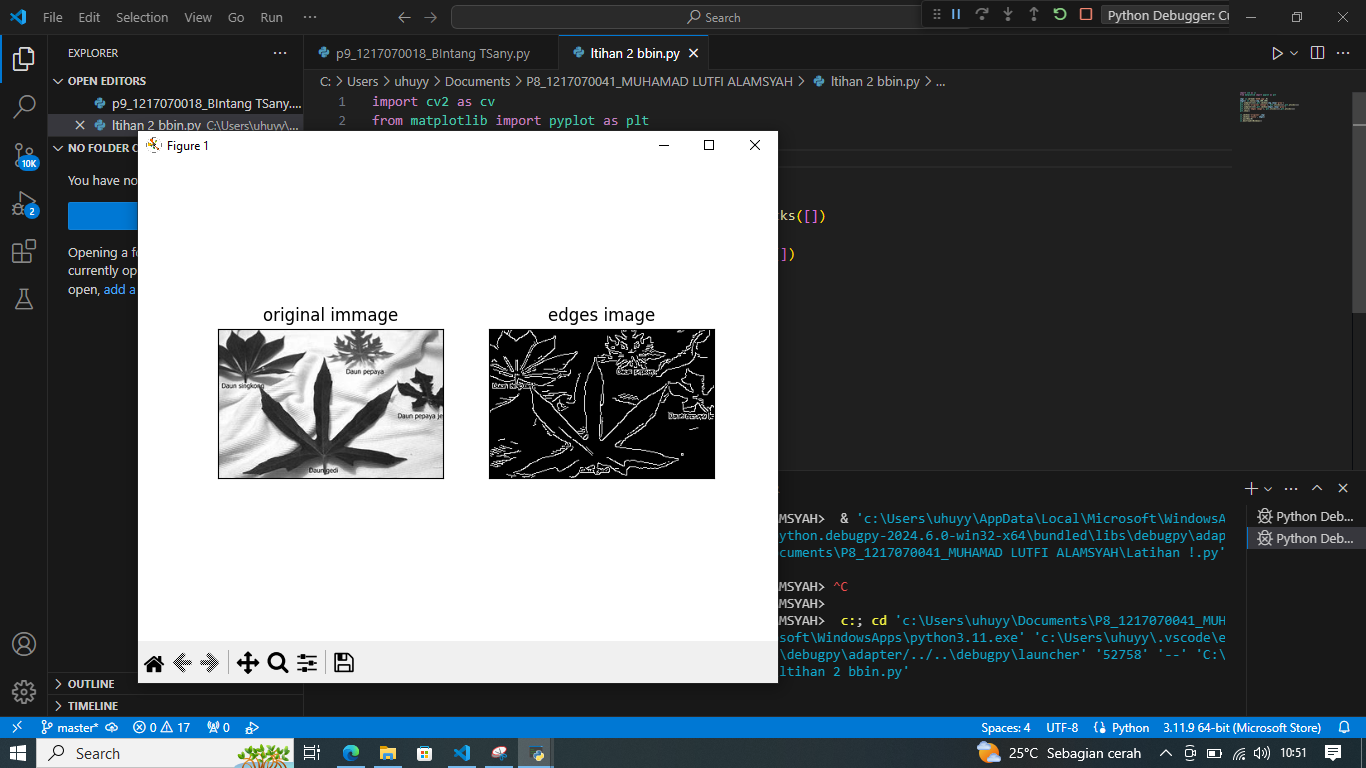 File Edit Selection View Go Run ···
Search
Python Debugger: Cu
EXPLORER
OPEN EDITORS
p9_1217070018_BIntang TSany....
ltihan 2 bbin.py C:\Users\uhuyy\...
NO FOLDER O
You have no
Opening a fo
currently op
open, add a
OUTLINE
TIMELINE
10K
2
p9_1217070018_BIntang TSany.py
ltihan 2 bbin.py
C: > Users > uhuyy > Documents > P8_1217070041_MUHAMAD LUTFI ALAMSYAH > ltihan 2 bbin.py > ...
1 import cv2 as cv
2 from matplotlib import pyplot as plt
ks([])
])
Figure 1
original immage
edges image
Daun singkong
Daun pepaya
Daun pepaya je
Daun gedi
MSYAH> & 'c:\Users\uhuyy\AppData\Local\Microsoft\WindowsA
ython.debugpy-2024.6.0-win32-x64\bundled\libs\debugpy\adap
cuments\P8_1217070041_MUHAMAD LUTFI ALAMSYAH\Latihan !.py'
MSYAH> ^C
MSYAH>
MSYAH> c:; cd 'c:\Users\uhuyy\Documents\P8_1217070041_MUH
soft\WindowsApps\python3.11.exe' 'c:\Users\uhuyy\.vscode\e
\debugpy\adapter/../..\debugpy\launcher' '52758' '--' 'C:\
ltihan 2 bbin.py'
Python Deb...
Python Deb...
master* 0 17 0
Spaces: 4 UTF-8 Python 3.11.9 64-bit (Microsoft Store)
Search
25°C Sebagian cerah
10:51